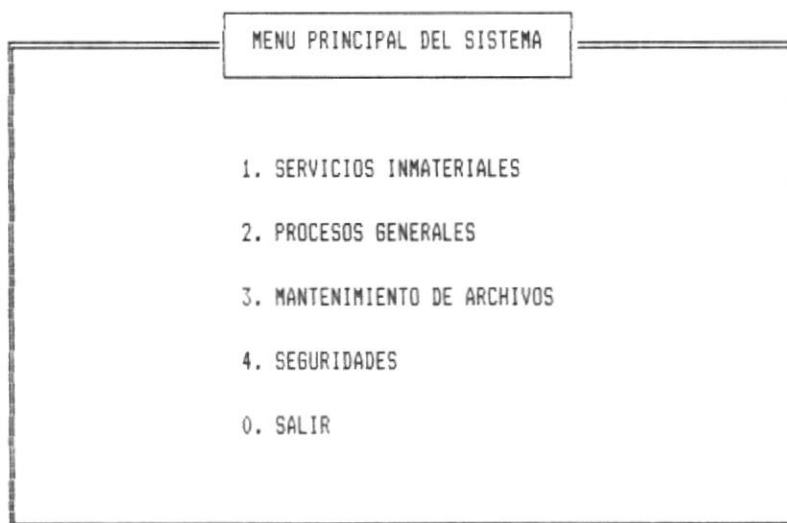 MENU PRINCIPAL DEL SISTEMA
1. SERVICIOS INMATERIALES
2. PROCESOS GENERALES
3. MANTENIMIENTO DE ARCHIVOS
4. SEGURIDADES
0. SALIR